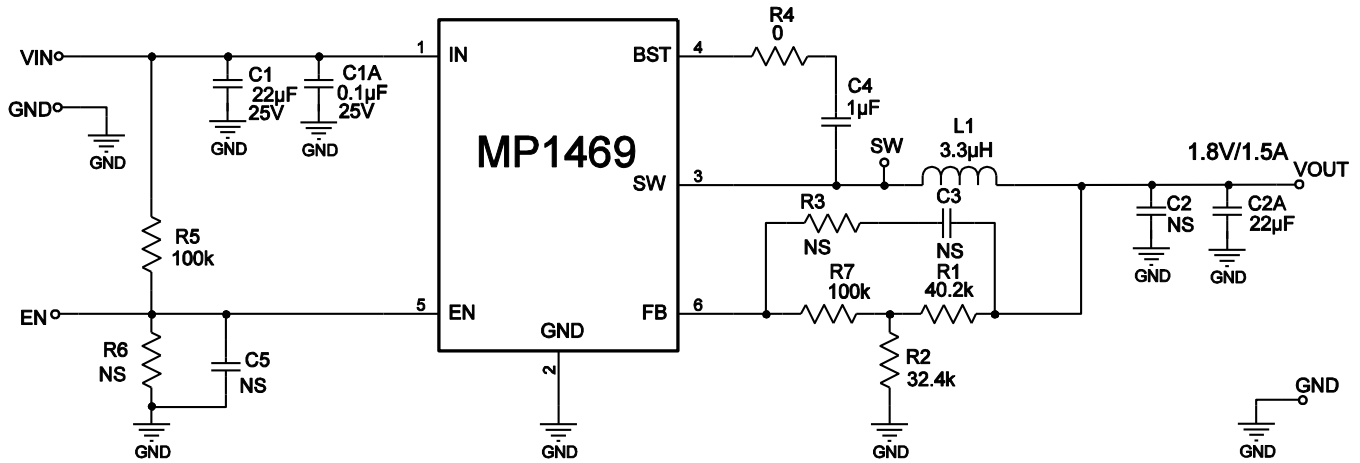 R4
0
VIN
1
IN
BST
4
C1
22µF
25V
C1A
0.1µF
25V
C4
1µF
GND
GND
GND
GND
MP1469
SW
L1
3.3µH
1.8V/1.5A
VOUT
SW
3
R3
NS
C3
NS
C2
NS
C2A
22µF
R5
100k
GND
GND
R7
100k
R1
40.2k
EN
5
EN
FB
6
GND
R6
NS
C5
NS
2
R2
32.4k
GND
GND
GND
GND
GND